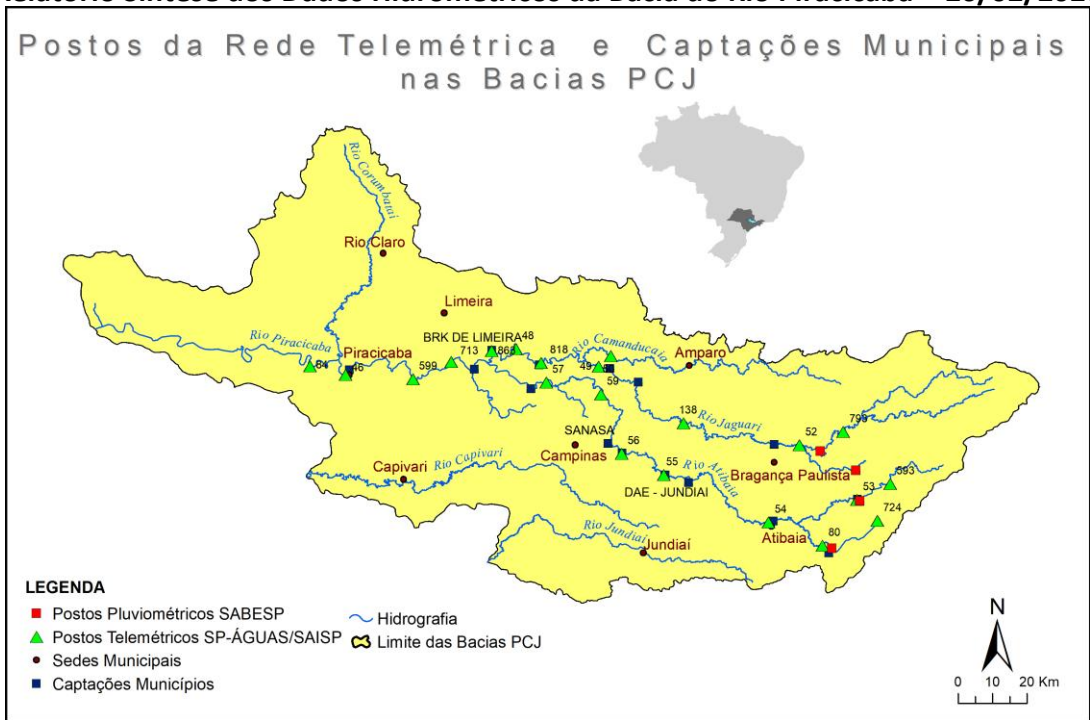 Postos da Rede Telemétrica e Captações Municipais
nas Bacias PCJ
Rio Corumbataí
Rio Claro
Limeira
BRK DE LIMEIRA
48
713
868
818
Rio Camanducaia
Amparo
Rio Piracicaba
Piracicaba
599
84
46
57
49
59
138
Rio Jaguari
52
799
SANASA
Campinas
56
Bragança Paulista
593
Capivari
Rio Capivari
55
Rio Atibaia
53
DAE - JUNDIAI
724
54
Atibaia
80
Rio Jundiaí
Jundiaí
LEGENDA
Postos Pluviométricos SABESP
Hidrografia
Postos Telemétricos SP-ÁGUAS/SAISP
Limite das Bacias PCJ
Sedes Municipais
Captações Municípios
N
0 10 20 Km